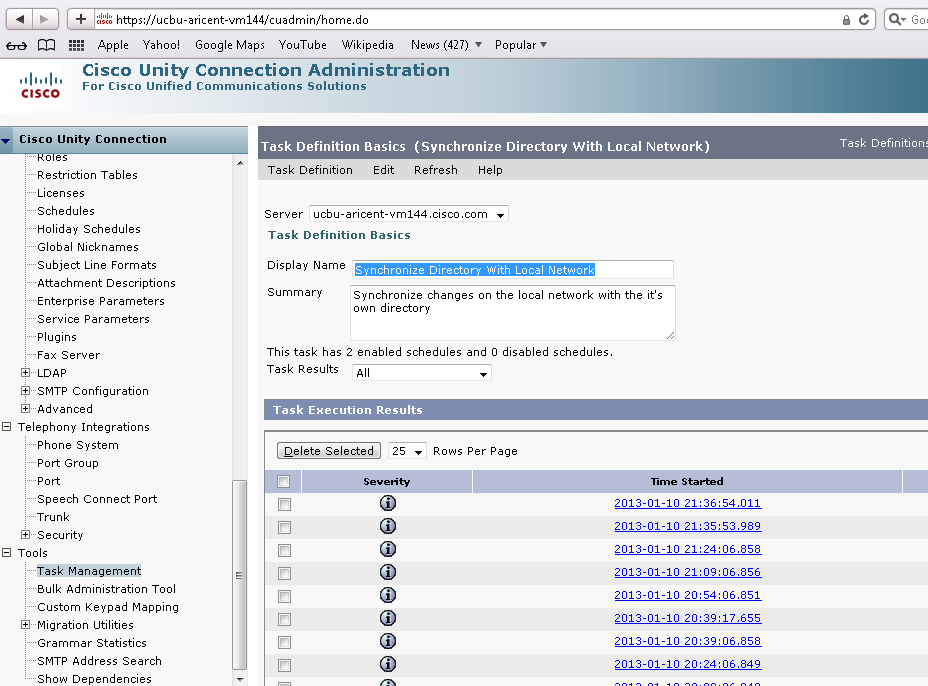 cisco https://ucbu-aricent-vm144/cuadmin/home.do
Goo
Apple Yahoo! Google Maps YouTube Wikipedia News (427) Popular
cisco
Cisco Unity Connection Administration
For Cisco Unified Communications Solutions
Cisco Unity Connection
Roles
Restriction Tables
Licenses
Schedules
Holiday Schedules
Global Nicknames
Subject Line Formats
Attachment Descriptions
Enterprise Parameters
Service Parameters
Plugins
Fax Server
LDAP
SMTP Configuration
Advanced
Telephony Integrations
Phone System
Port Group
Port
Speech Connect Port
Trunk
Security
Tools
Task Management
Bulk Administration Tool
Custom Keypad Mapping
Migration Utilities
Grammar Statistics
SMTP Address Search
Show Dependencies
Task Definition Basics (Synchronize Directory With Local Network)
Task Definitions
Task Definition Edit Refresh Help
Server ucbu-aricent-vm144.cisco.com
Task Definition Basics
Display Name Synchronize Directory With Local Network
Summary Synchronize changes on the local network with the it's
own directory
This task has 2 enabled schedules and 0 disabled schedules.
Task Results All
Task Execution Results
Delete Selected 25 Rows Per Page
Severity Time Started
2013-01-10 21:36:54.011
2013-01-10 21:35:53.989
2013-01-10 21:24:06.858
2013-01-10 21:09:06.856
2013-01-10 20:54:06.851
2013-01-10 20:39:17.655
2013-01-10 20:39:06.858
2013-01-10 20:24:06.849